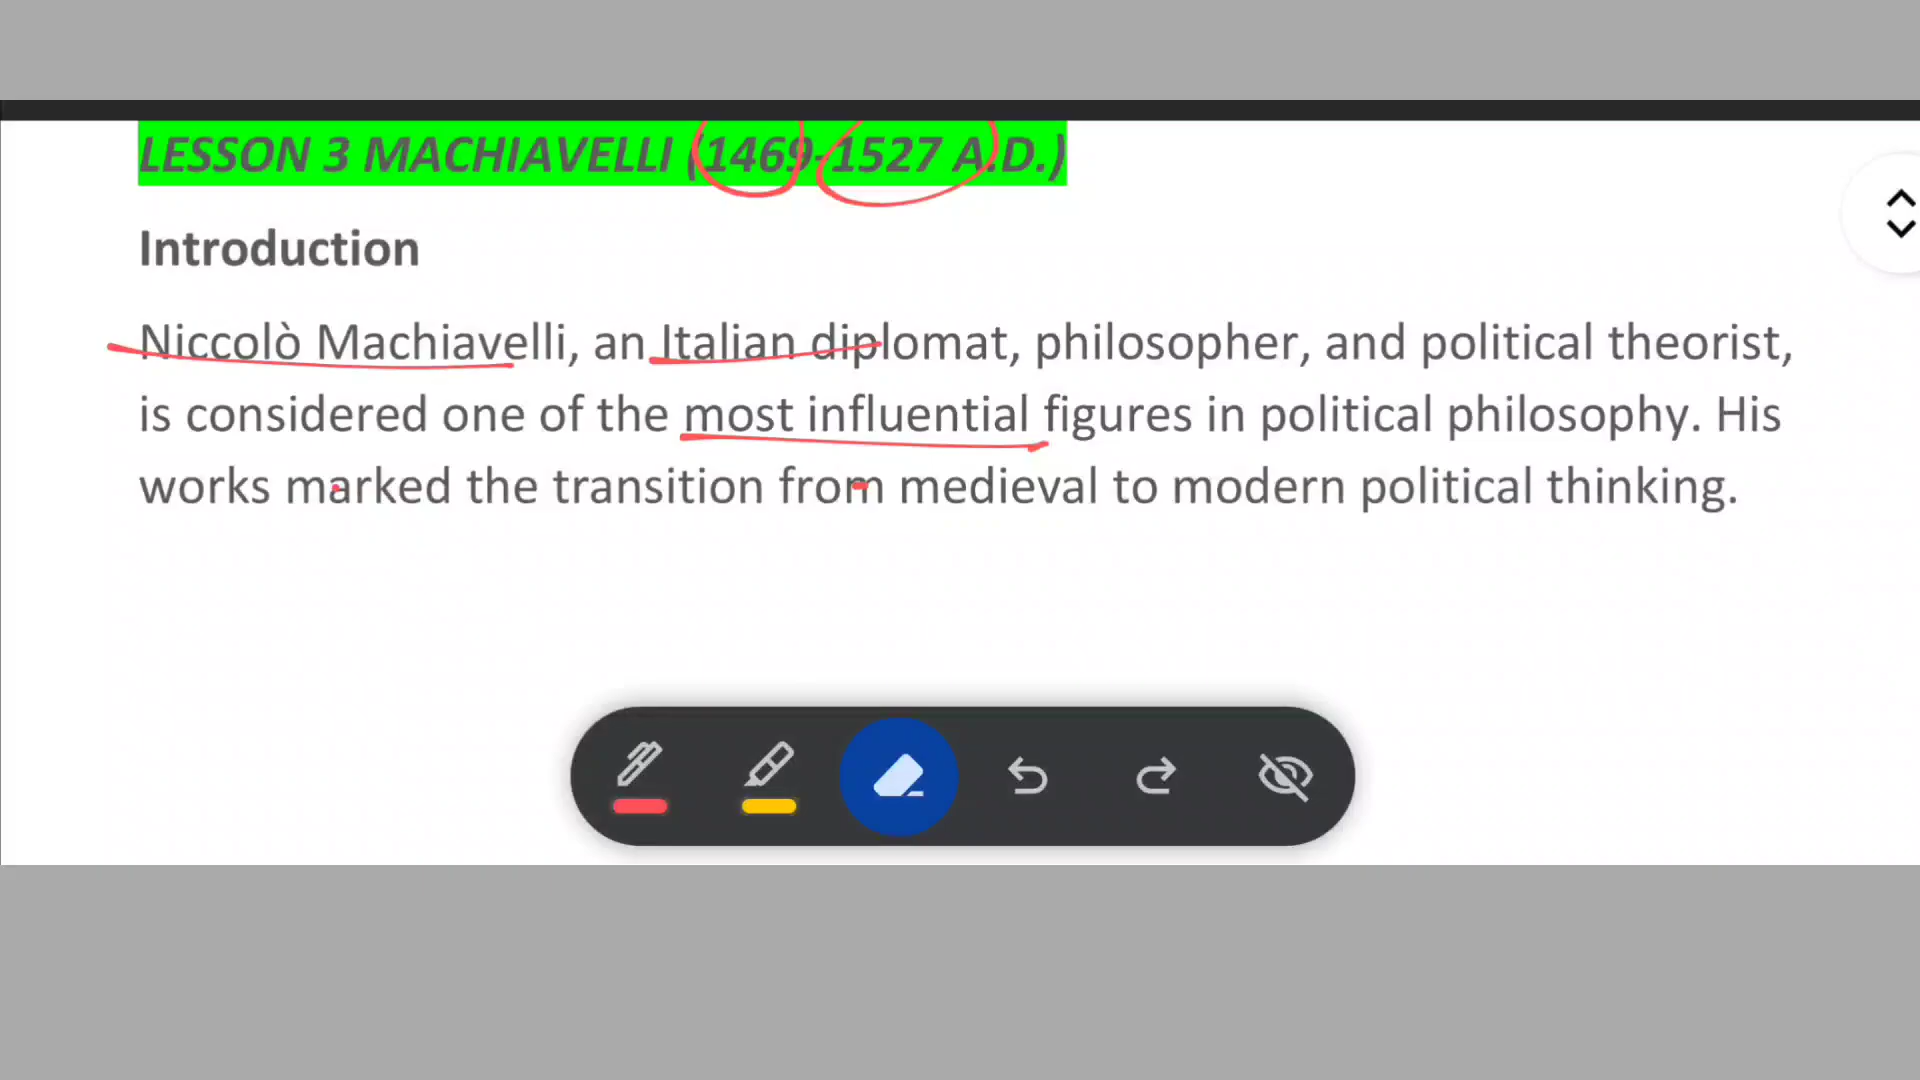 LESSON 3 MACHIAVELLI (1469-1527 A.D.)
Introduction
Niccolò Machiavelli, an Italian diplomat, philosopher, and political theorist,
is considered one of the most influential figures in political philosophy. His
works marked the transition from medieval to modern political thinking.